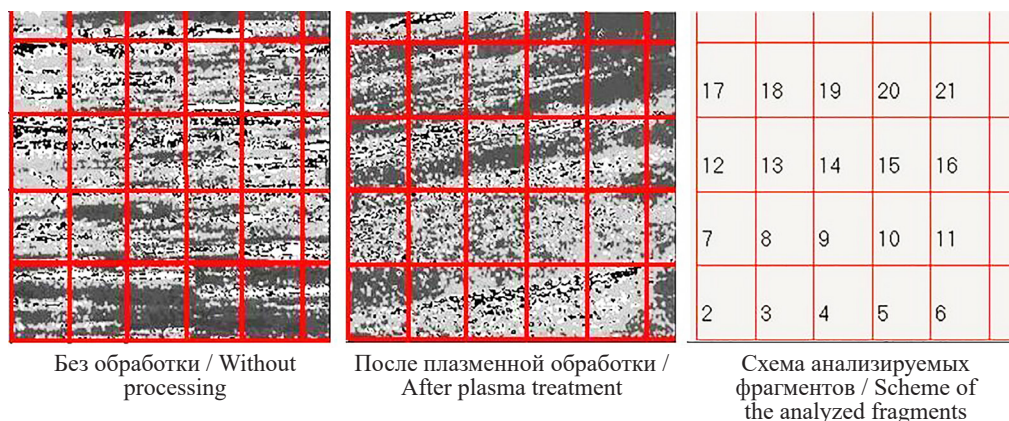 17 18 19 20 21
12 13 14 15 16
7 8 9 10 11
2 3 4 5 6
Без обработки / Without
processing
После плазменной обработки /
After plasma treatment
Схема анализируемых
фрагментов / Scheme of
the analyzed fragments